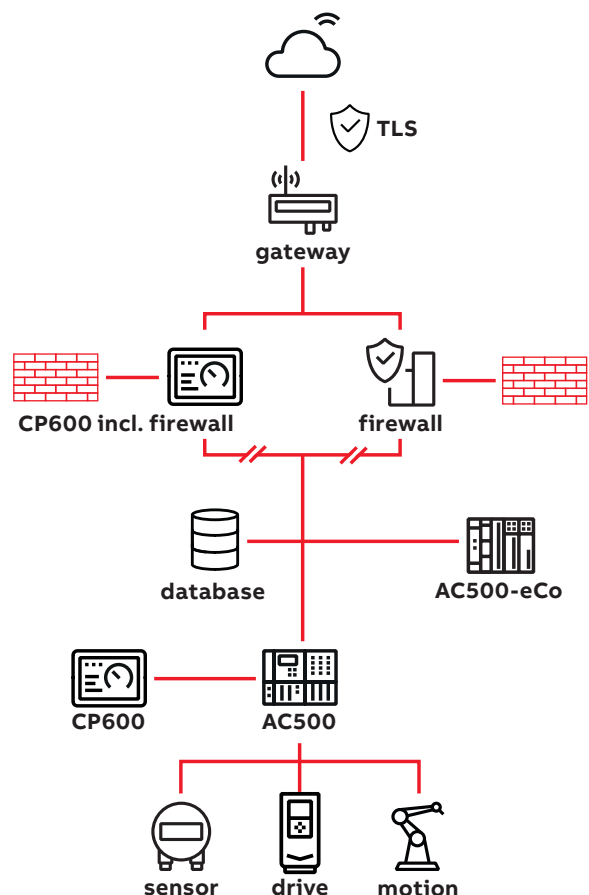 TLS
gateway
CP600 incl. firewall
firewall
database
AC500-eCo
CP600
AC500
sensor
drive
motion